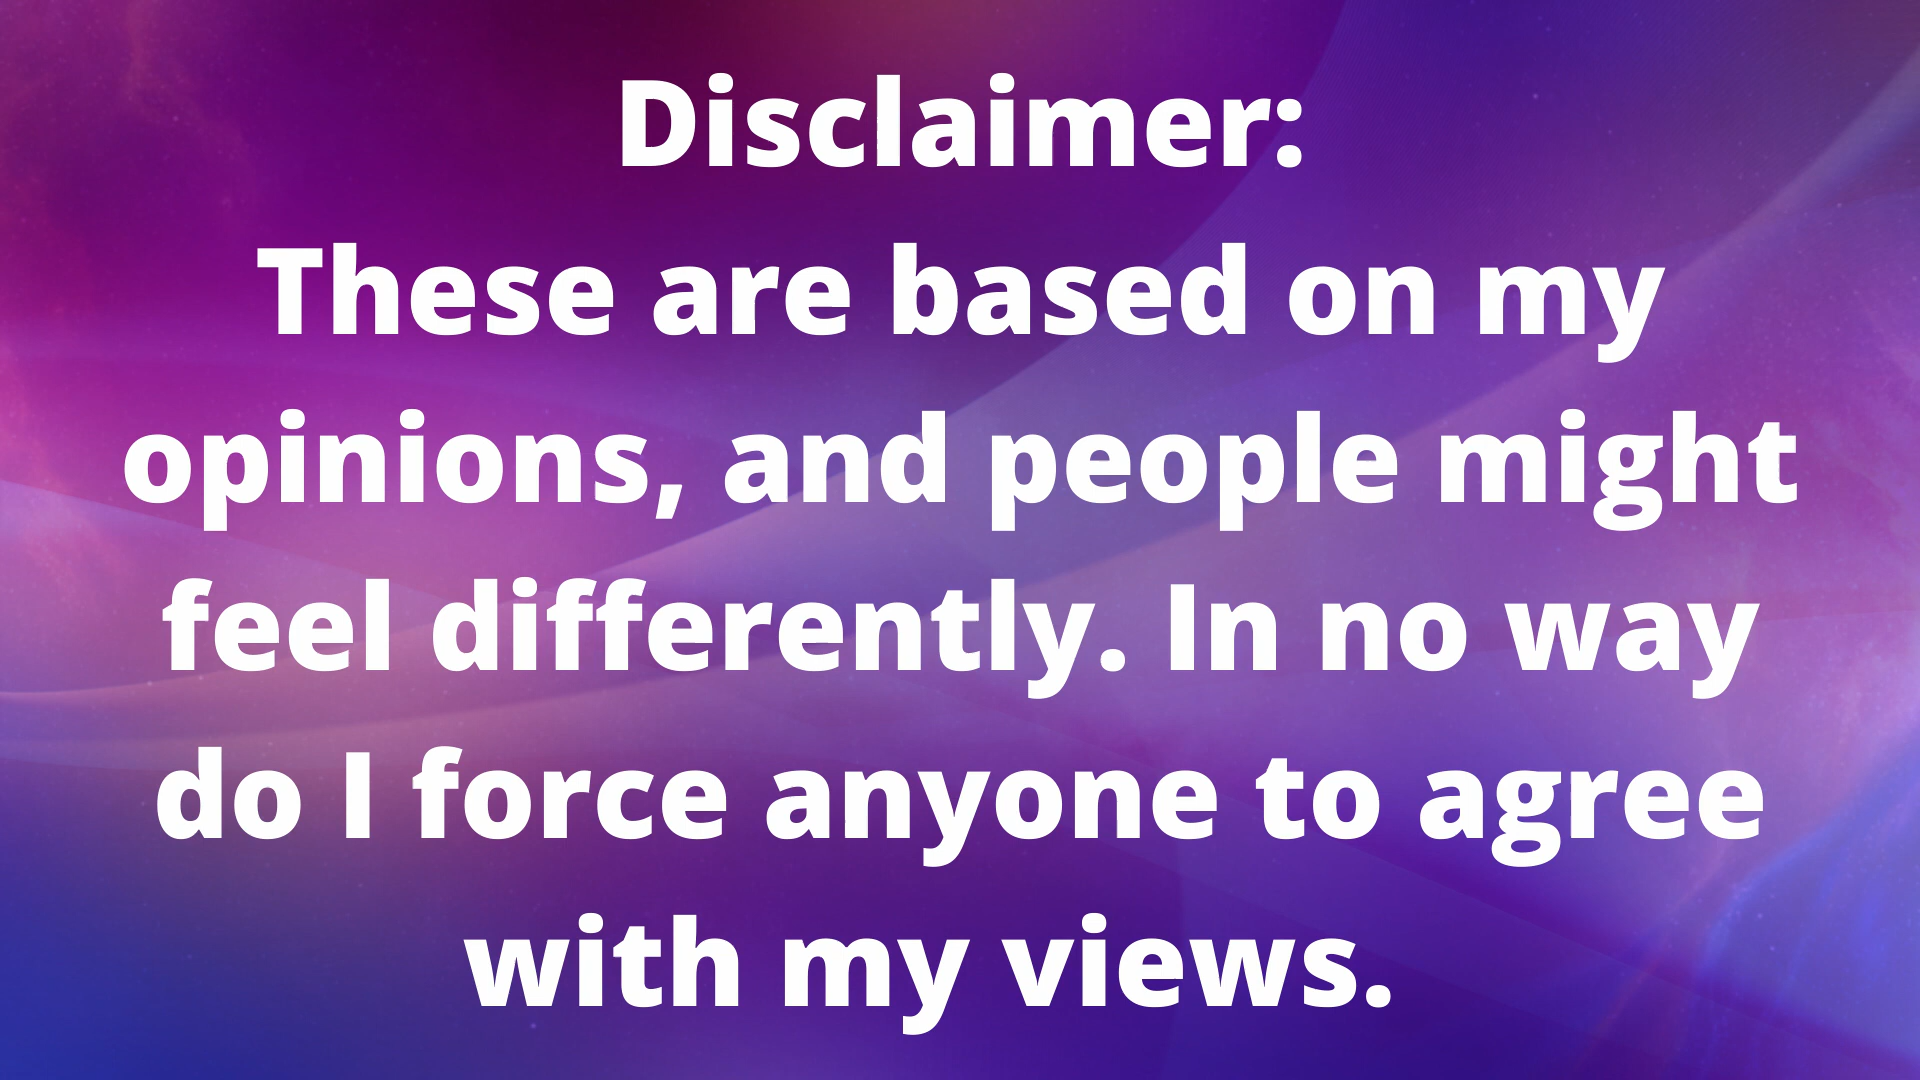 Disclaimer:
These are based on my
opinions, and people might
feel differently. In no way
do I force anyone to agree
with my views.